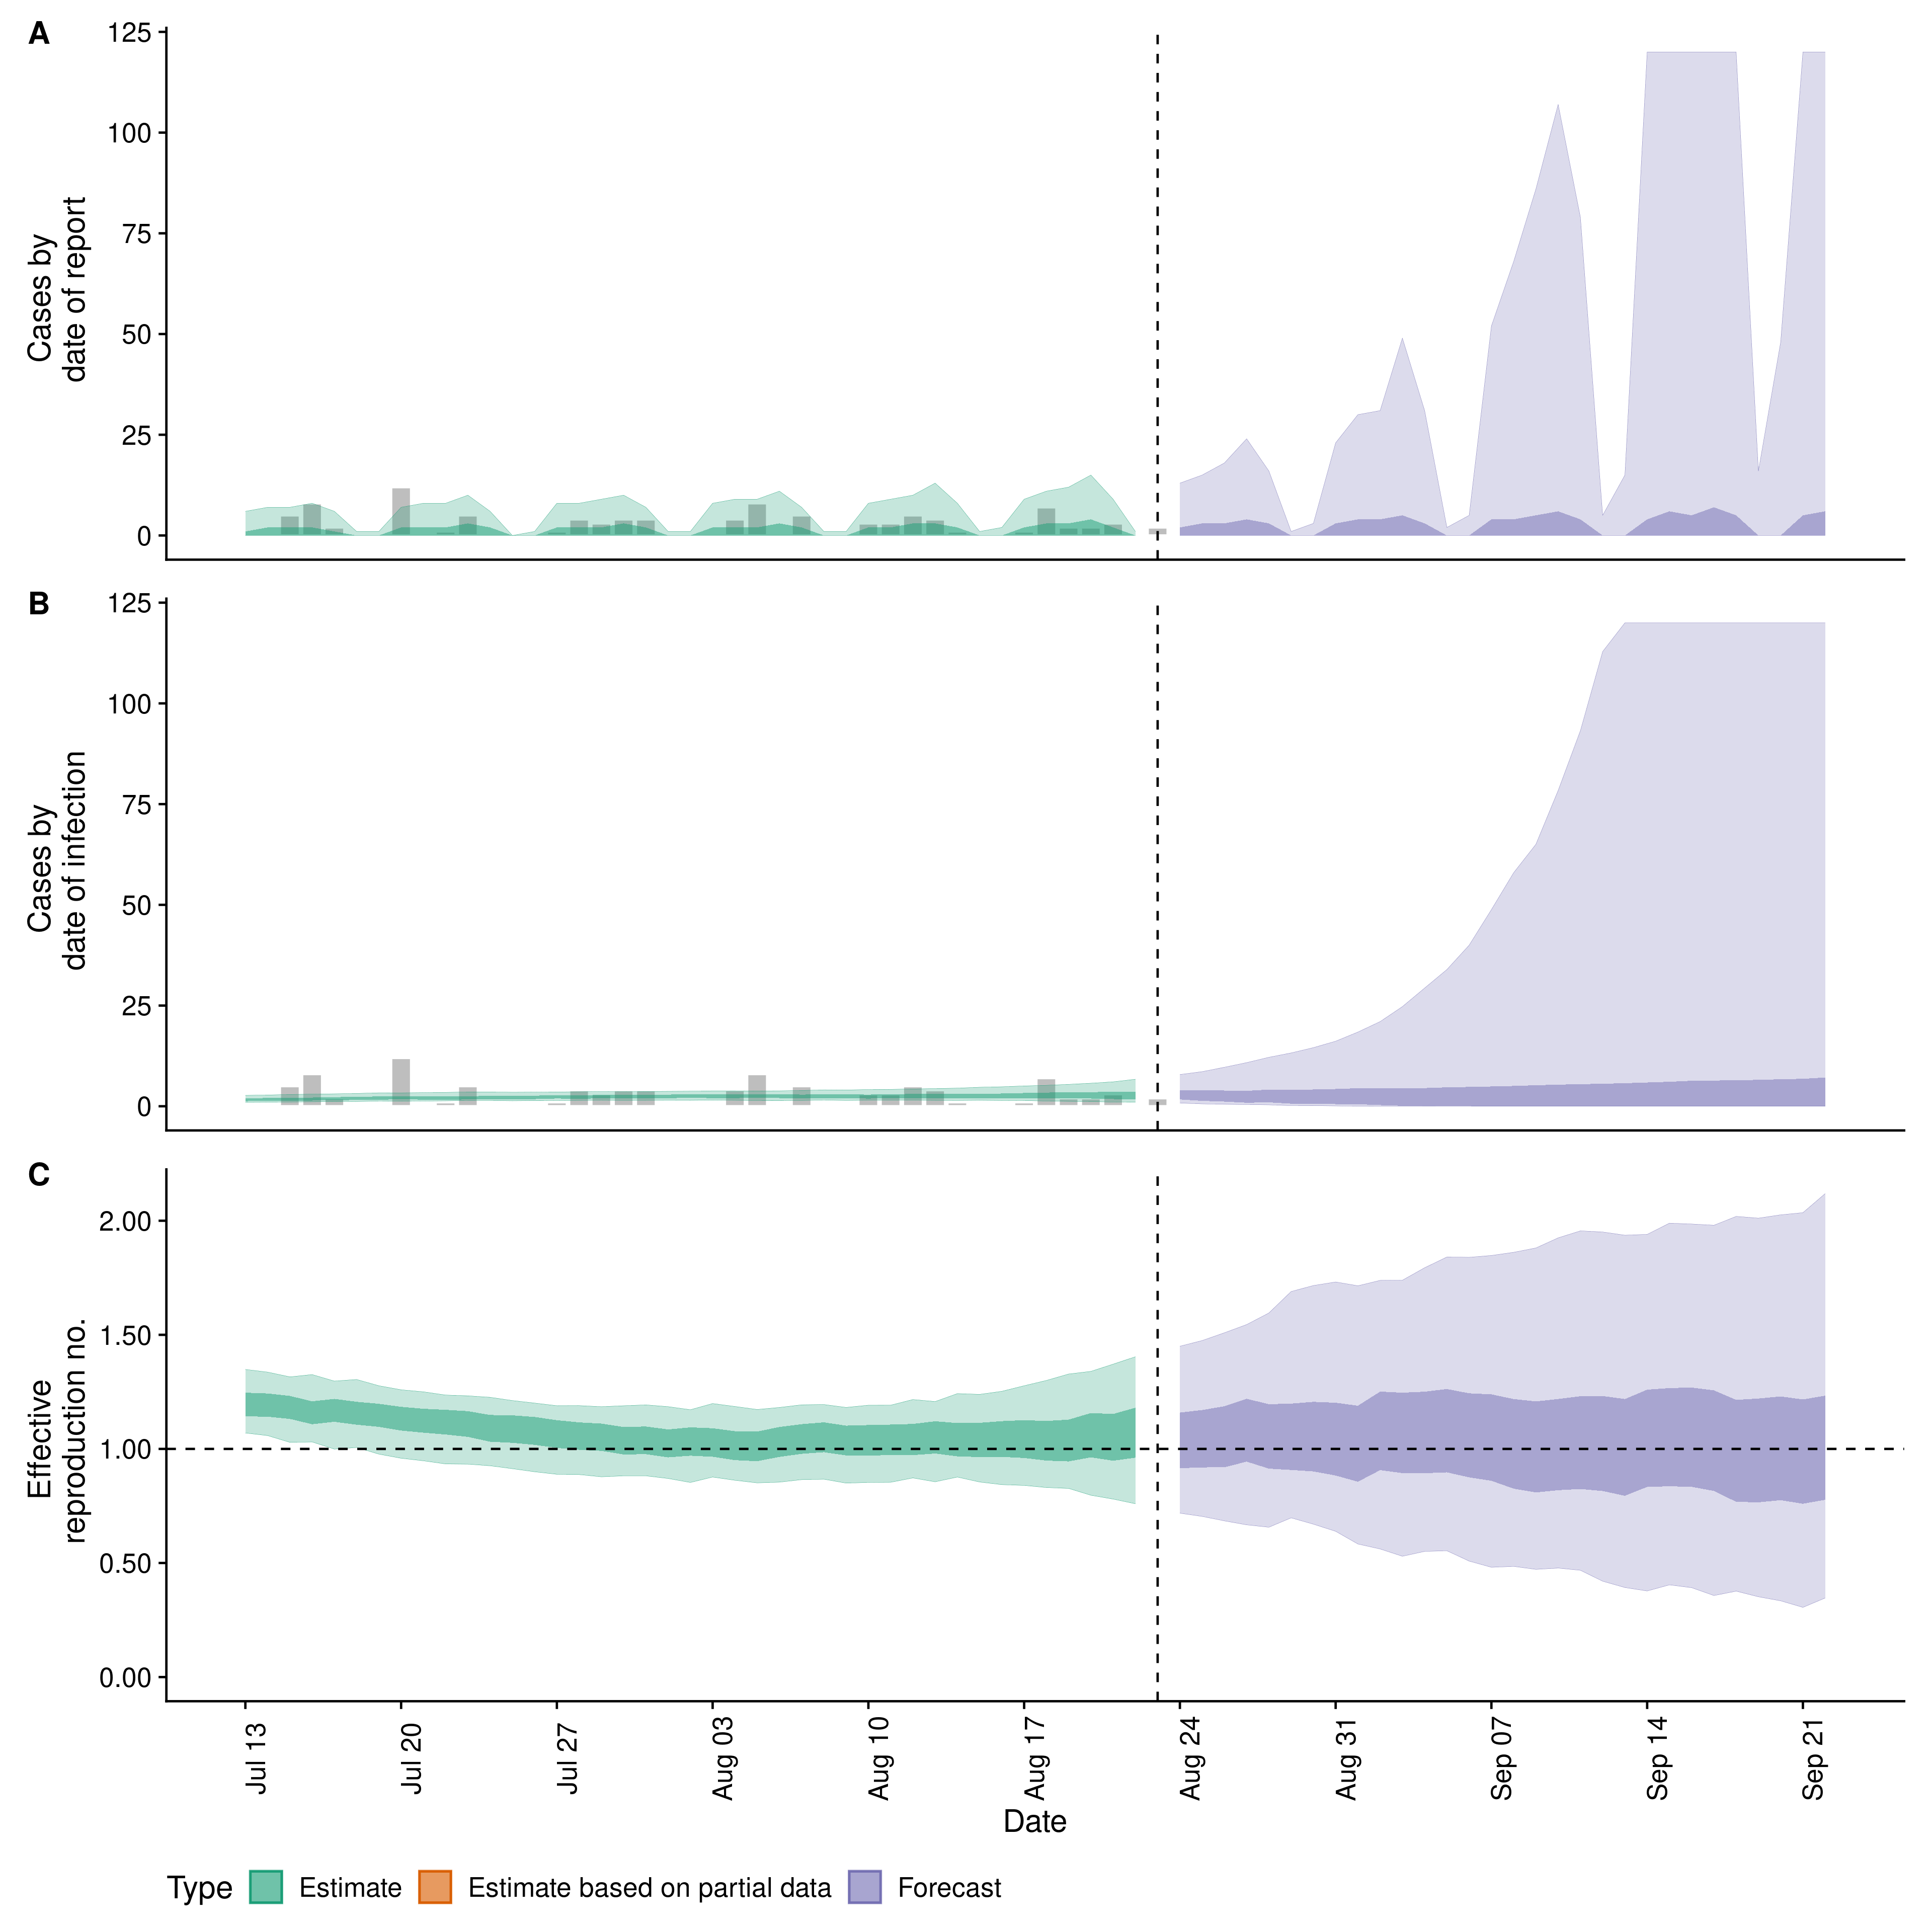 A
125
100
75
50
25
0
Cases by
date of report
B
125
100
75
50
25
0
Cases by
date of infection
C
2.00
1.50
1.00
0.50
0.00
Effective
reproduction no.
Jul 13
Jul 20
Jul 27
Aug 03
Aug 10
Aug 17
Aug 24
Aug 31
Sep 07
Sep 14
Sep 21
Date
Type Estimate Estimate based on partial data Forecast